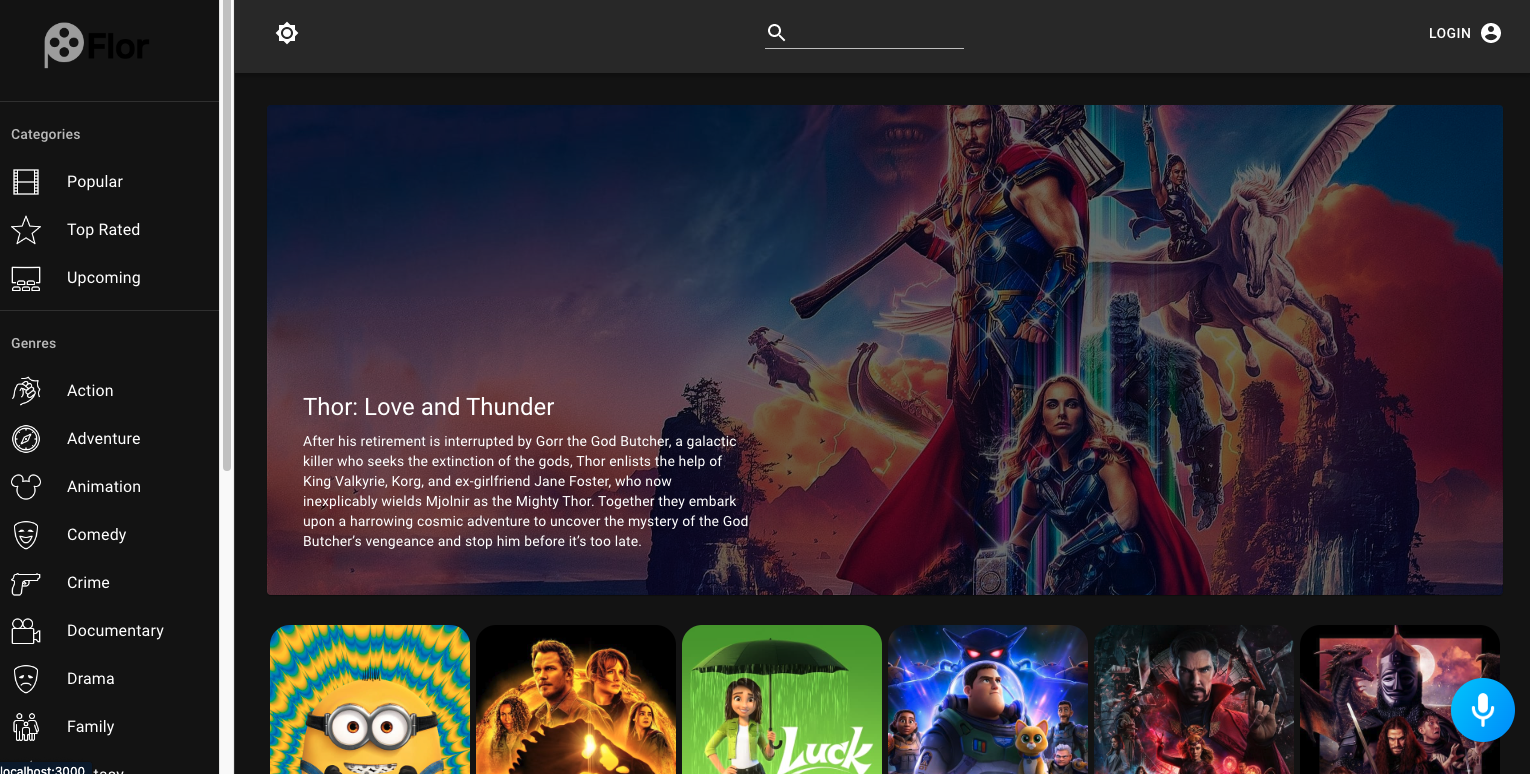 Flor
LOGIN
Categories
Popular
Top Rated
Upcoming
Genres
Action
Adventure
Animation
Comedy
Crime
Documentary
Drama
Family
localhost:3000
Thor: Love and Thunder
After his retirement is interrupted by Gorr the God Butcher, a galactic
killer who seeks the extinction of the gods, Thor enlists the help of
King Valkyrie, Korg, and ex-girlfriend Jane Foster, who now
inexplicably wields Mjolnir as the Mighty Thor. Together they embark
upon a harrowing cosmic adventure to uncover the mystery of the God
Butcher’s vengeance and stop him before it’s too late.
Luck